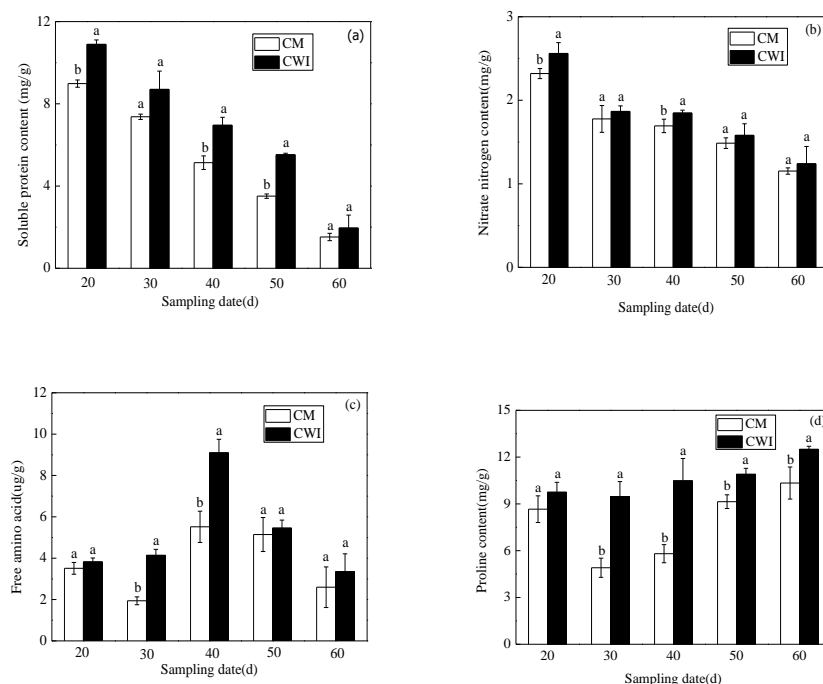 12
8
4
0
Soluble protein content (mg/g)
(a)
CM
CWI
b a
a a
b a
b a
a a
20 30 40 50 60
Sampling date(d)
3
2
1
0
Nitrate nitrogen content(mg/g)
(b)
CM
CWI
b a
a a
b a
a a
a a
20 30 40 50 60
Sampling date(d)
12
10
8
6
4
2
0
Free amino acid(ug/g)
(c)
CM
CWI
a a
b a
b a
a a
a a
20 30 40 50 60
Sampling date(d)
15
12
9
6
3
0
Proline content(mg/g)
(d)
CM
CWI
a a
b a
b a
b a
b a
20 30 40 50 60
Sampling date(d)